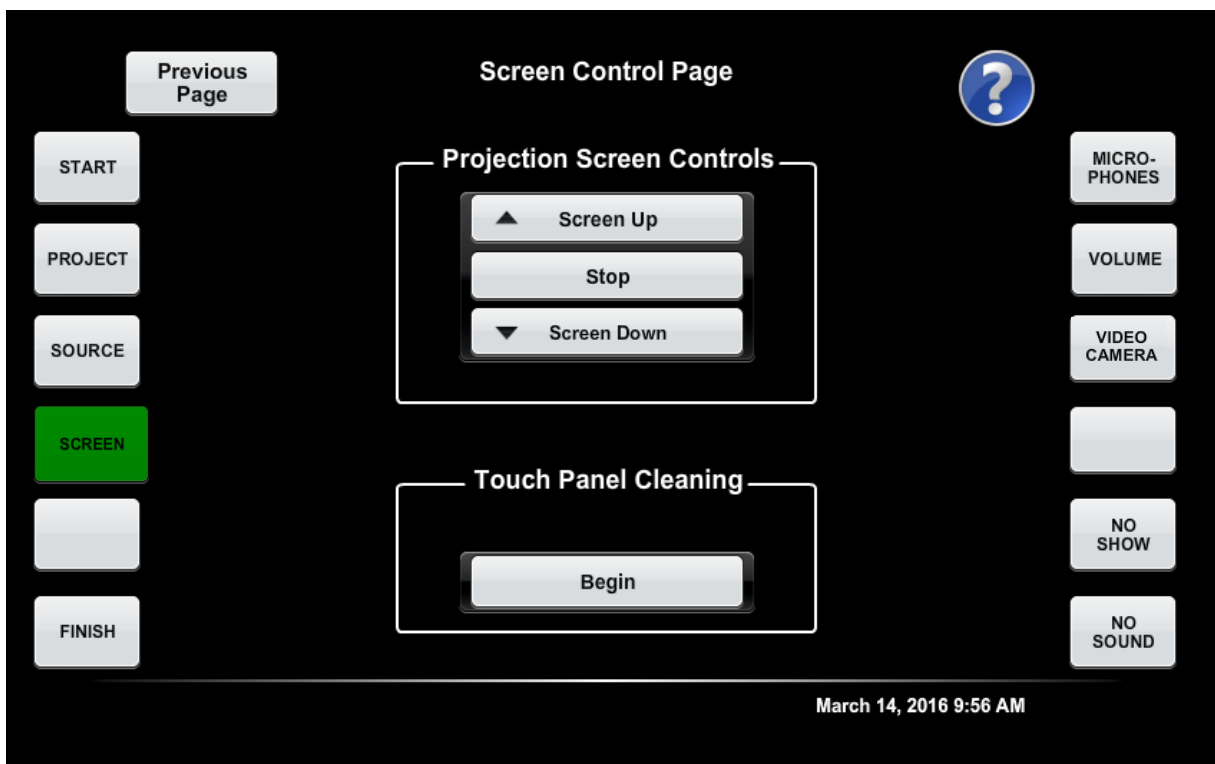 Previous
Page
Screen Control Page
?
START
PROJECT
SOURCE
SCREEN
FINISH
Projection Screen Controls
Screen Up
Stop
Screen Down
Touch Panel Cleaning
Begin
MICRO-
PHONES
VOLUME
VIDEO
CAMERA
NO
SHOW
NO
SOUND
March 14, 2016 9:56 AM